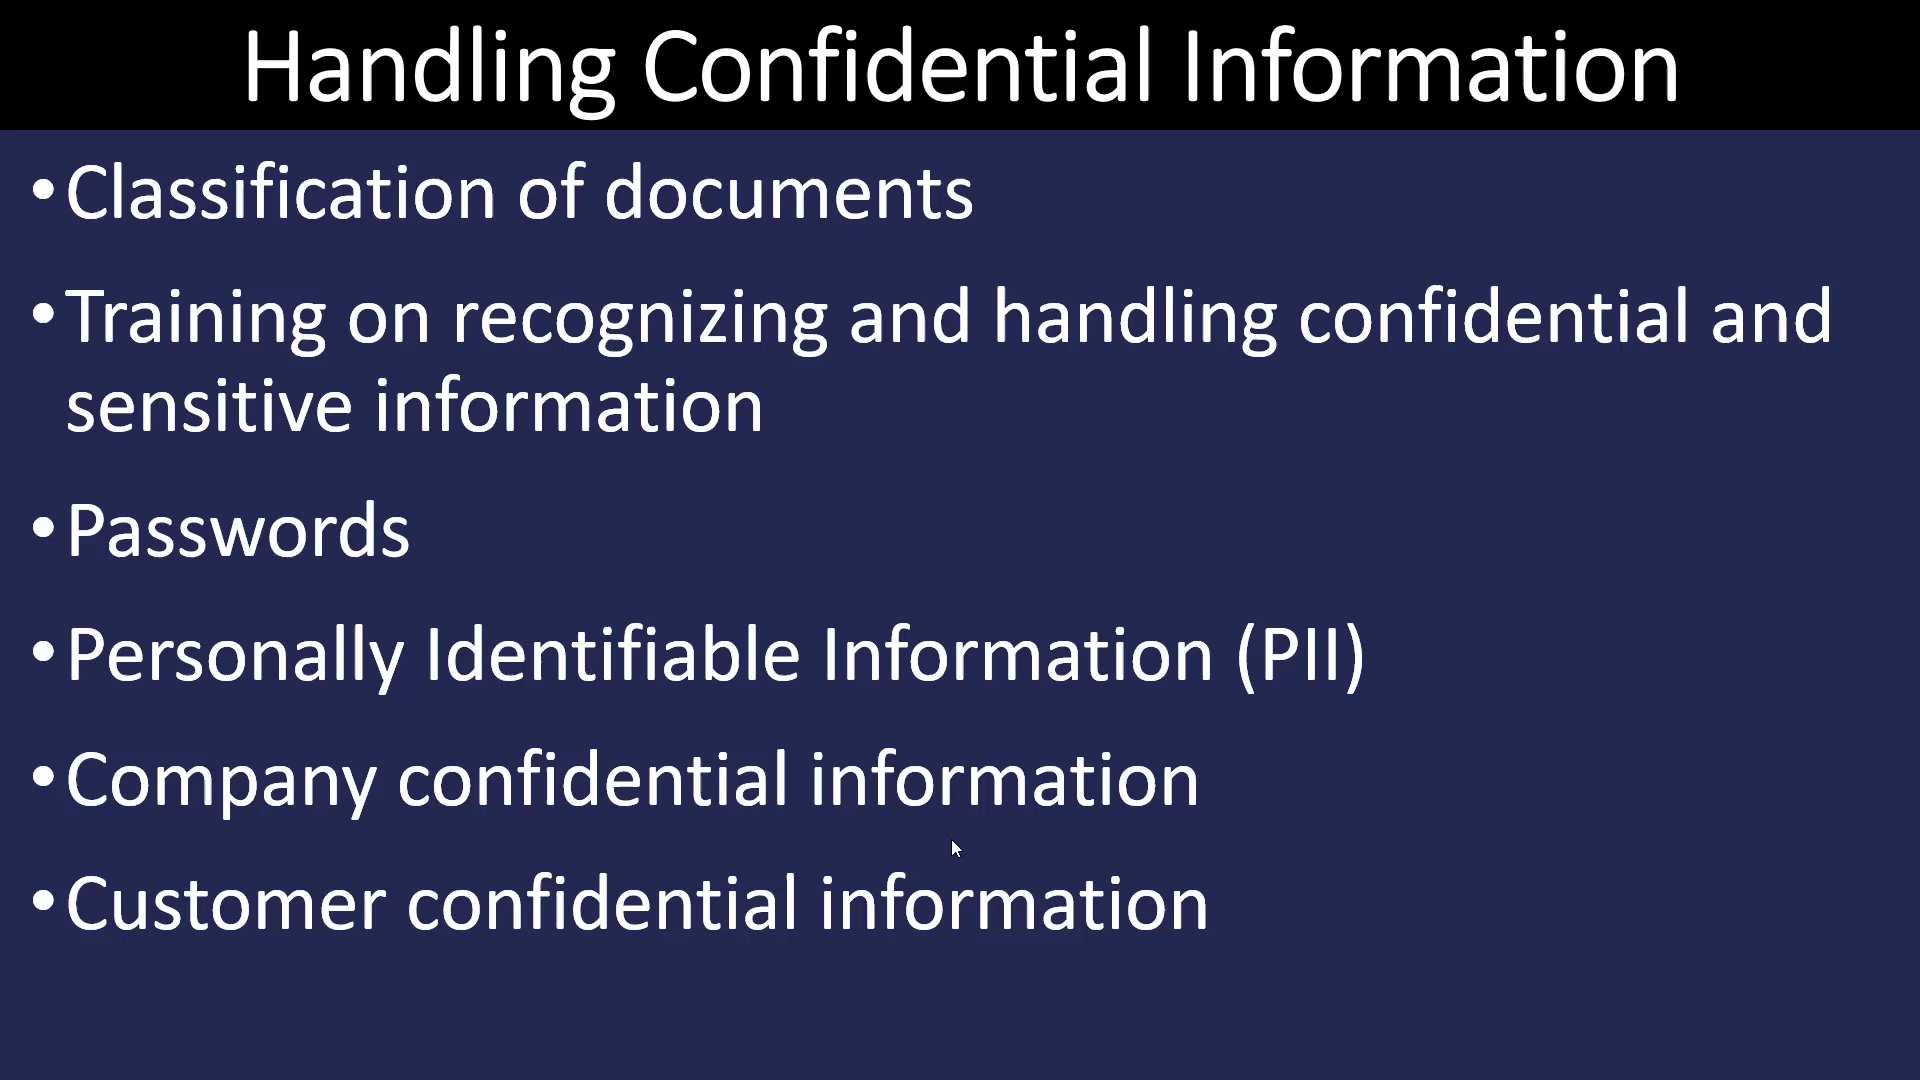 Handling Confidential Information
•Classification of documents
•Training on recognizing and handling confidential and
sensitive information
•Passwords
•Personally Identifiable Information (PII)
•Company confidential information
•Customer confidential information